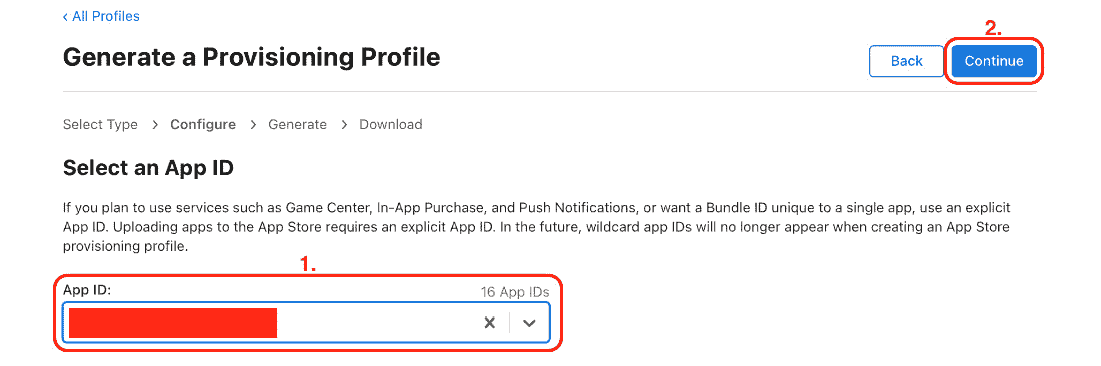 ‹ All Profiles
2.
Generate a Provisioning Profile
Back
Continue
Select Type > Configure > Generate > Download
Select an App ID
If you plan to use services such as Game Center, In-App Purchase, and Push Notifications, or want a Bundle ID unique to a single app, use an explicit
App ID. Uploading apps to the App Store requires an explicit App ID. In the future, wildcard app IDs will no longer appear when creating an App Store
provisioning profile.
1.
App ID:
16 App IDs